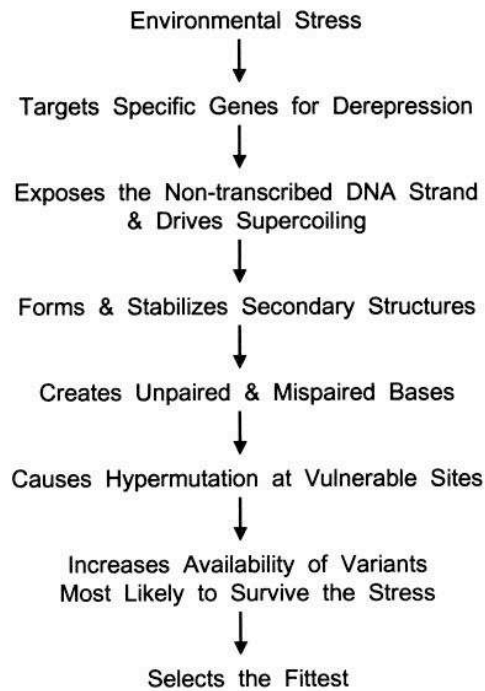 Environmental Stress
Targets Specific Genes for Derepression
Exposes the Non-transcribed DNA Strand
& Drives Supercoiling
Forms & Stabilizes Secondary Structures
Creates Unpaired & Mispaired Bases
Causes Hypermutation at Vulnerable Sites
Increases Availability of Variants
Most Likely to Survive the Stress
Selects the Fittest